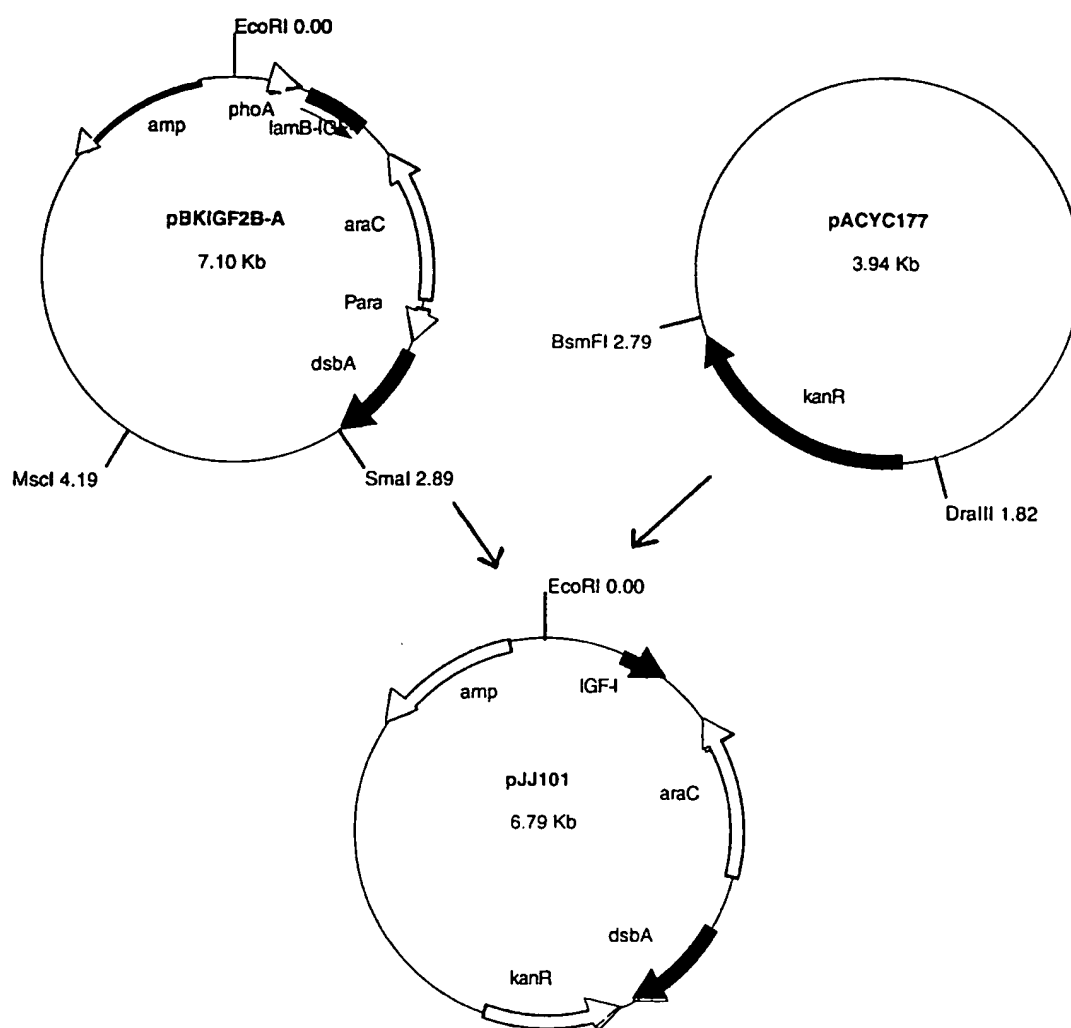 EcoRI 0.00
phoA
lamB-IGF-
amp
pBKIGF2B-A
7.10 Kb
araC
Para
dsbA
MscI 4.19
SmaI 2.89
pACYC177
3.94 Kb
BsmFI 2.79
kanR
DraIII 1.82
EcoRI 0.00
amp
IGF-I
pJJ101
6.79 Kb
araC
dsbA
kanR